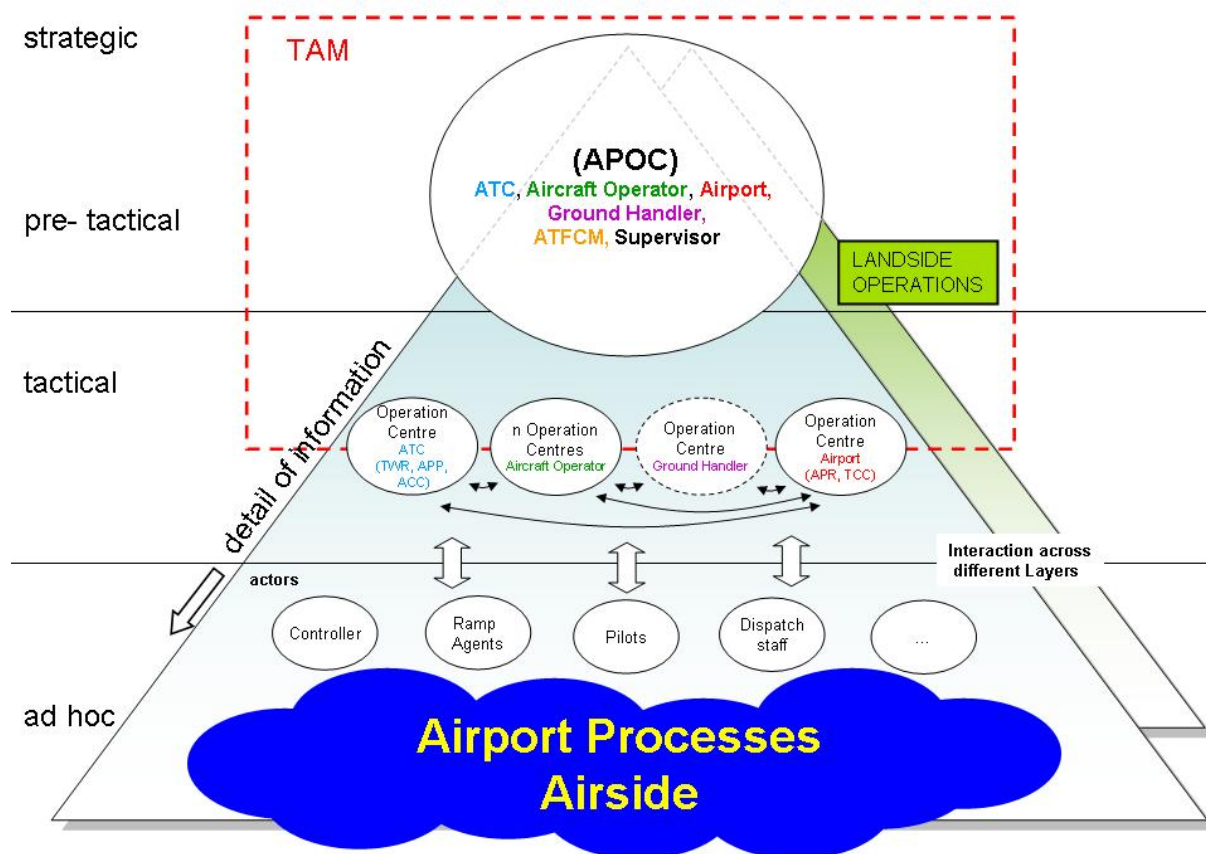 strategic
TAM
(APOC)
ATC, Aircraft Operator, Airport,
Ground Handler,
ATFCM, Supervisor
pre- tactical
LANDSIDE
OPERATIONS
tactical
detail of information
Operation
Centre
ATC
(TWR, APP,
ACC)
n Operation
Centres
Aircraft Operator
Operation
Centre
Ground Handler
Operation
Centre
Airport
(APR, TCC)
Interaction across
different Layers
actors
Controller
Ramp
Agents
Pilots
Dispatch
staff
...
ad hoc
Airport Processes
Airside